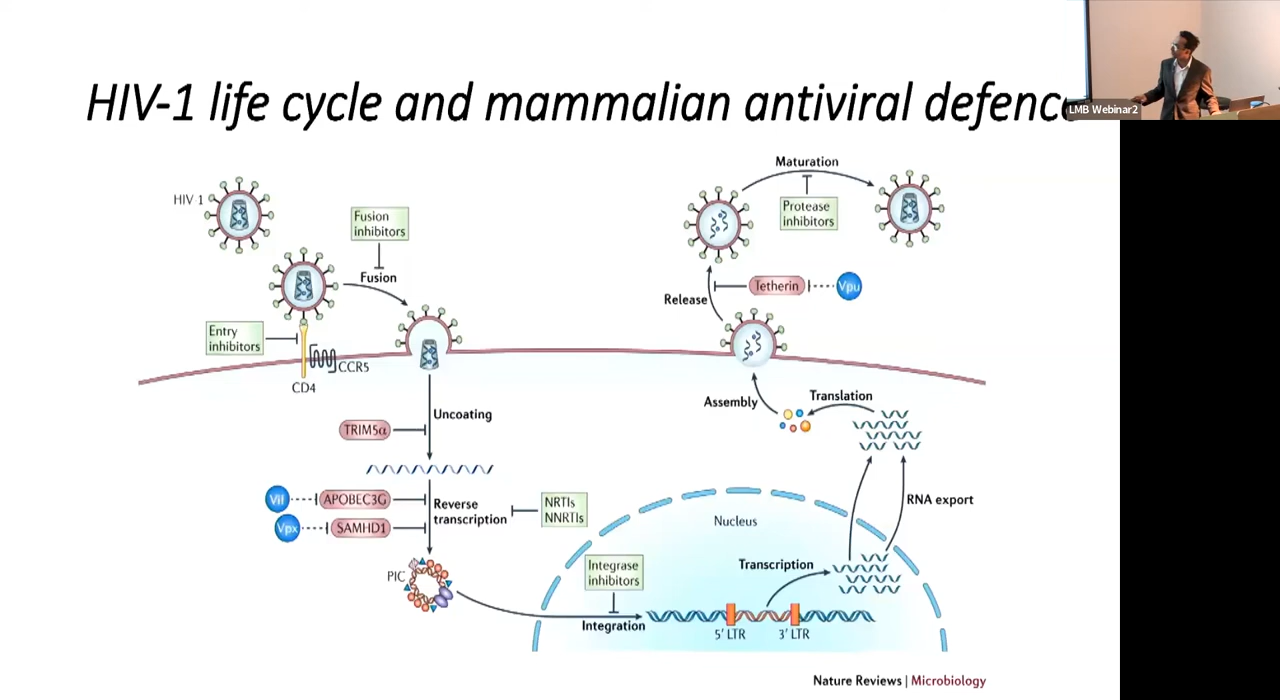 HIV-1 life cycle and mammalian antiviral defence
LMB Webinar2
HIV 1
Fusion
inhibitors
Fusion
Entry
inhibitors
CCR5
CD4
Uncoating
TRIM5α
Vif
APOBEC3G
Vpx
SAMHD1
Reverse
transcription
NRTIs
NNRTIs
PIC
Integrase
inhibitors
Integration
Nucleus
Transcription
5' LTR
3' LTR
RNA export
Translation
Assembly
Release
Tetherin
Vpu
Maturation
Protease
inhibitors
Nature Reviews | Microbiology